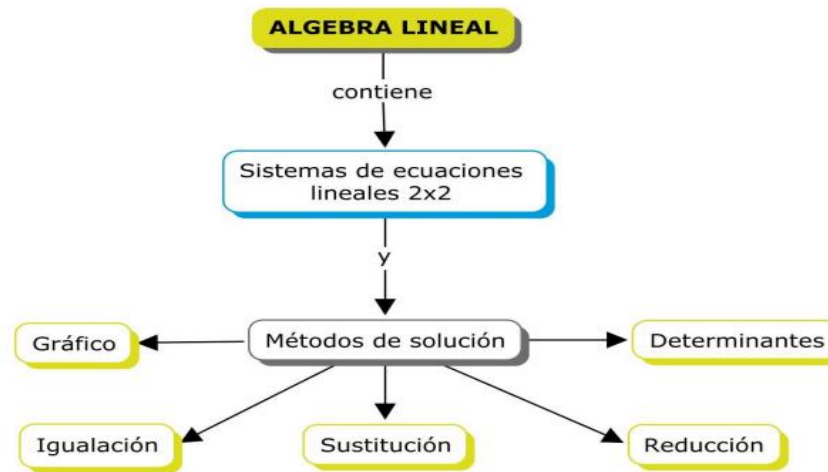 ALGEBRA LINEAL
contiene
Sistemas de ecuaciones
lineales 2x2
y
Gráfico
Métodos de solución
Determinantes
Igualación
Sustitución
Reducción